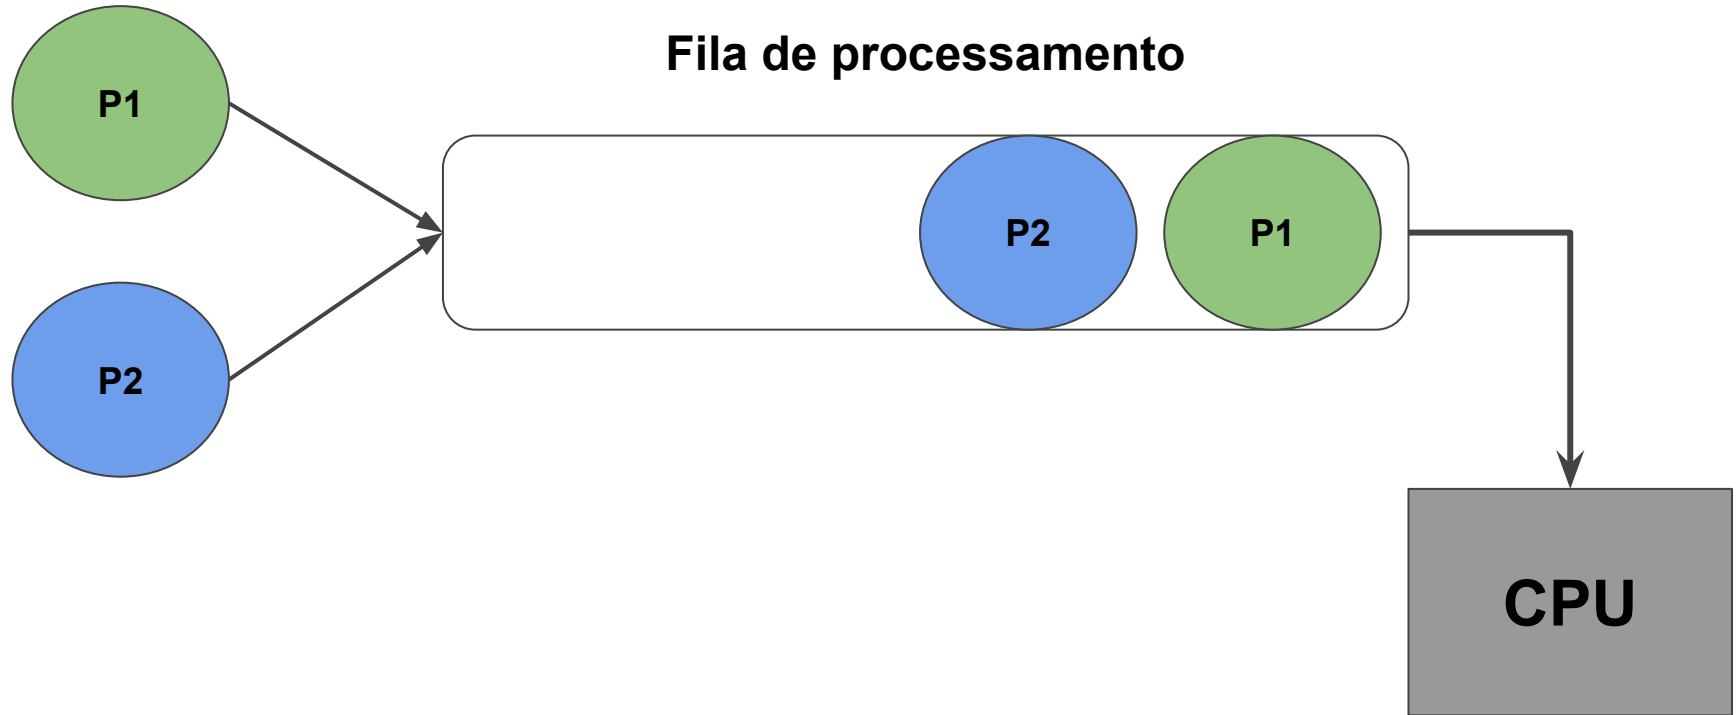 Fila de processamento
P1
P2
P2
P1
CPU